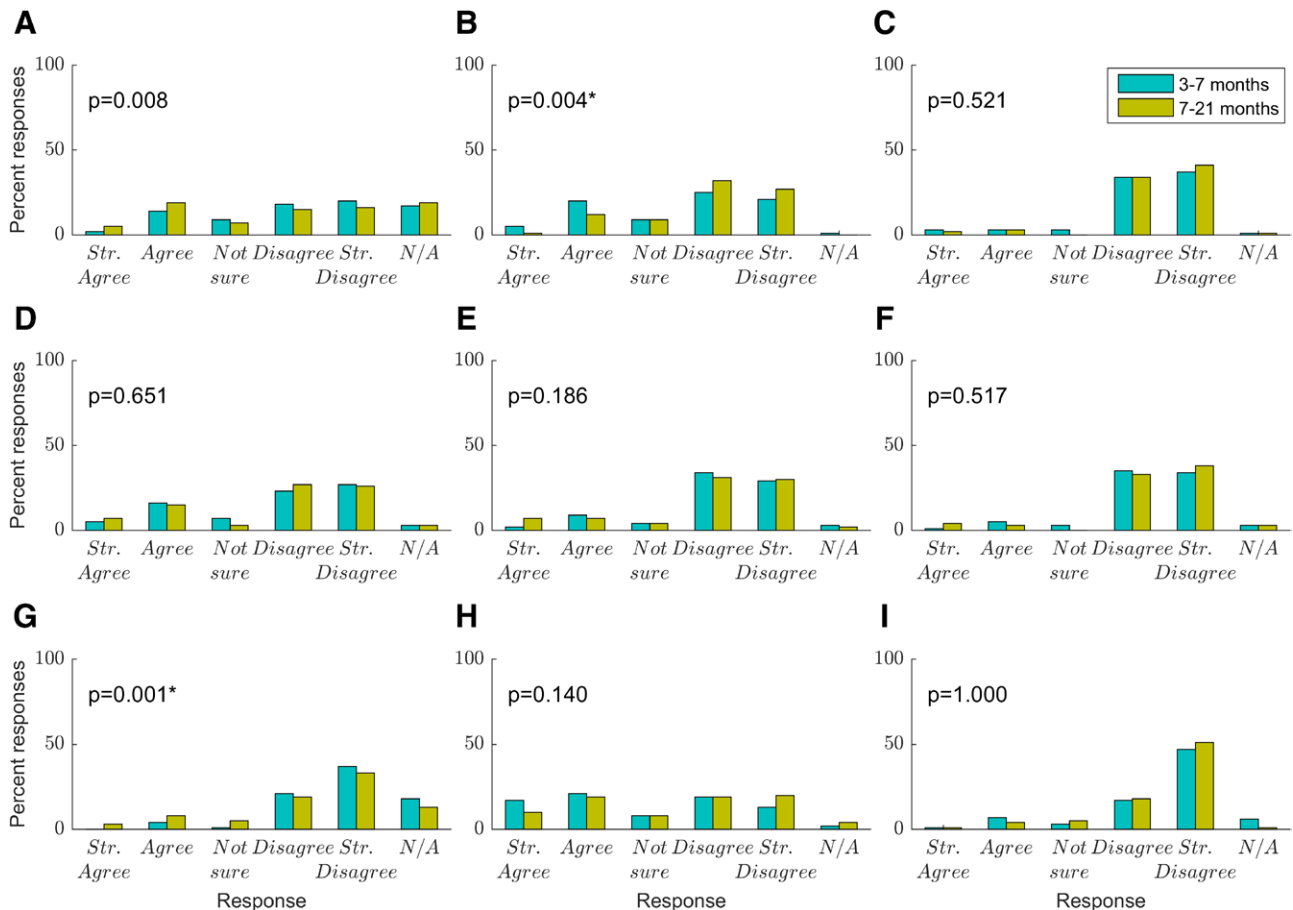 A
B
C
Percent responses
100
50
0
p=0.008
Str. Agree Not Disagree Str. N/A
Agree sure Disagree
100
50
0
p=0.004*
Str. Agree Not Disagree Str. N/A
Agree sure Disagree
100
50
0
p=0.521
3-7 months
7-21 months
Str. Agree Not Disagree Str. N/A
Agree sure Disagree
D
E
F
Percent responses
100
50
0
p=0.651
Str. Agree Not Disagree Str. N/A
Agree sure Disagree
100
50
0
p=0.186
Str. Agree Not Disagree Str. N/A
Agree sure Disagree
100
50
0
p=0.517
Str. Agree Not Disagree Str. N/A
Agree sure Disagree
G
H
I
Percent responses
100
50
0
p=0.001*
Str. Agree Not Disagree Str. N/A
Agree sure Disagree
Response
100
50
0
p=0.140
Str. Agree Not Disagree Str. N/A
Agree sure Disagree
Response
100
50
0
p=1.000
Str. Agree Not Disagree Str. N/A
Agree sure Disagree
Response